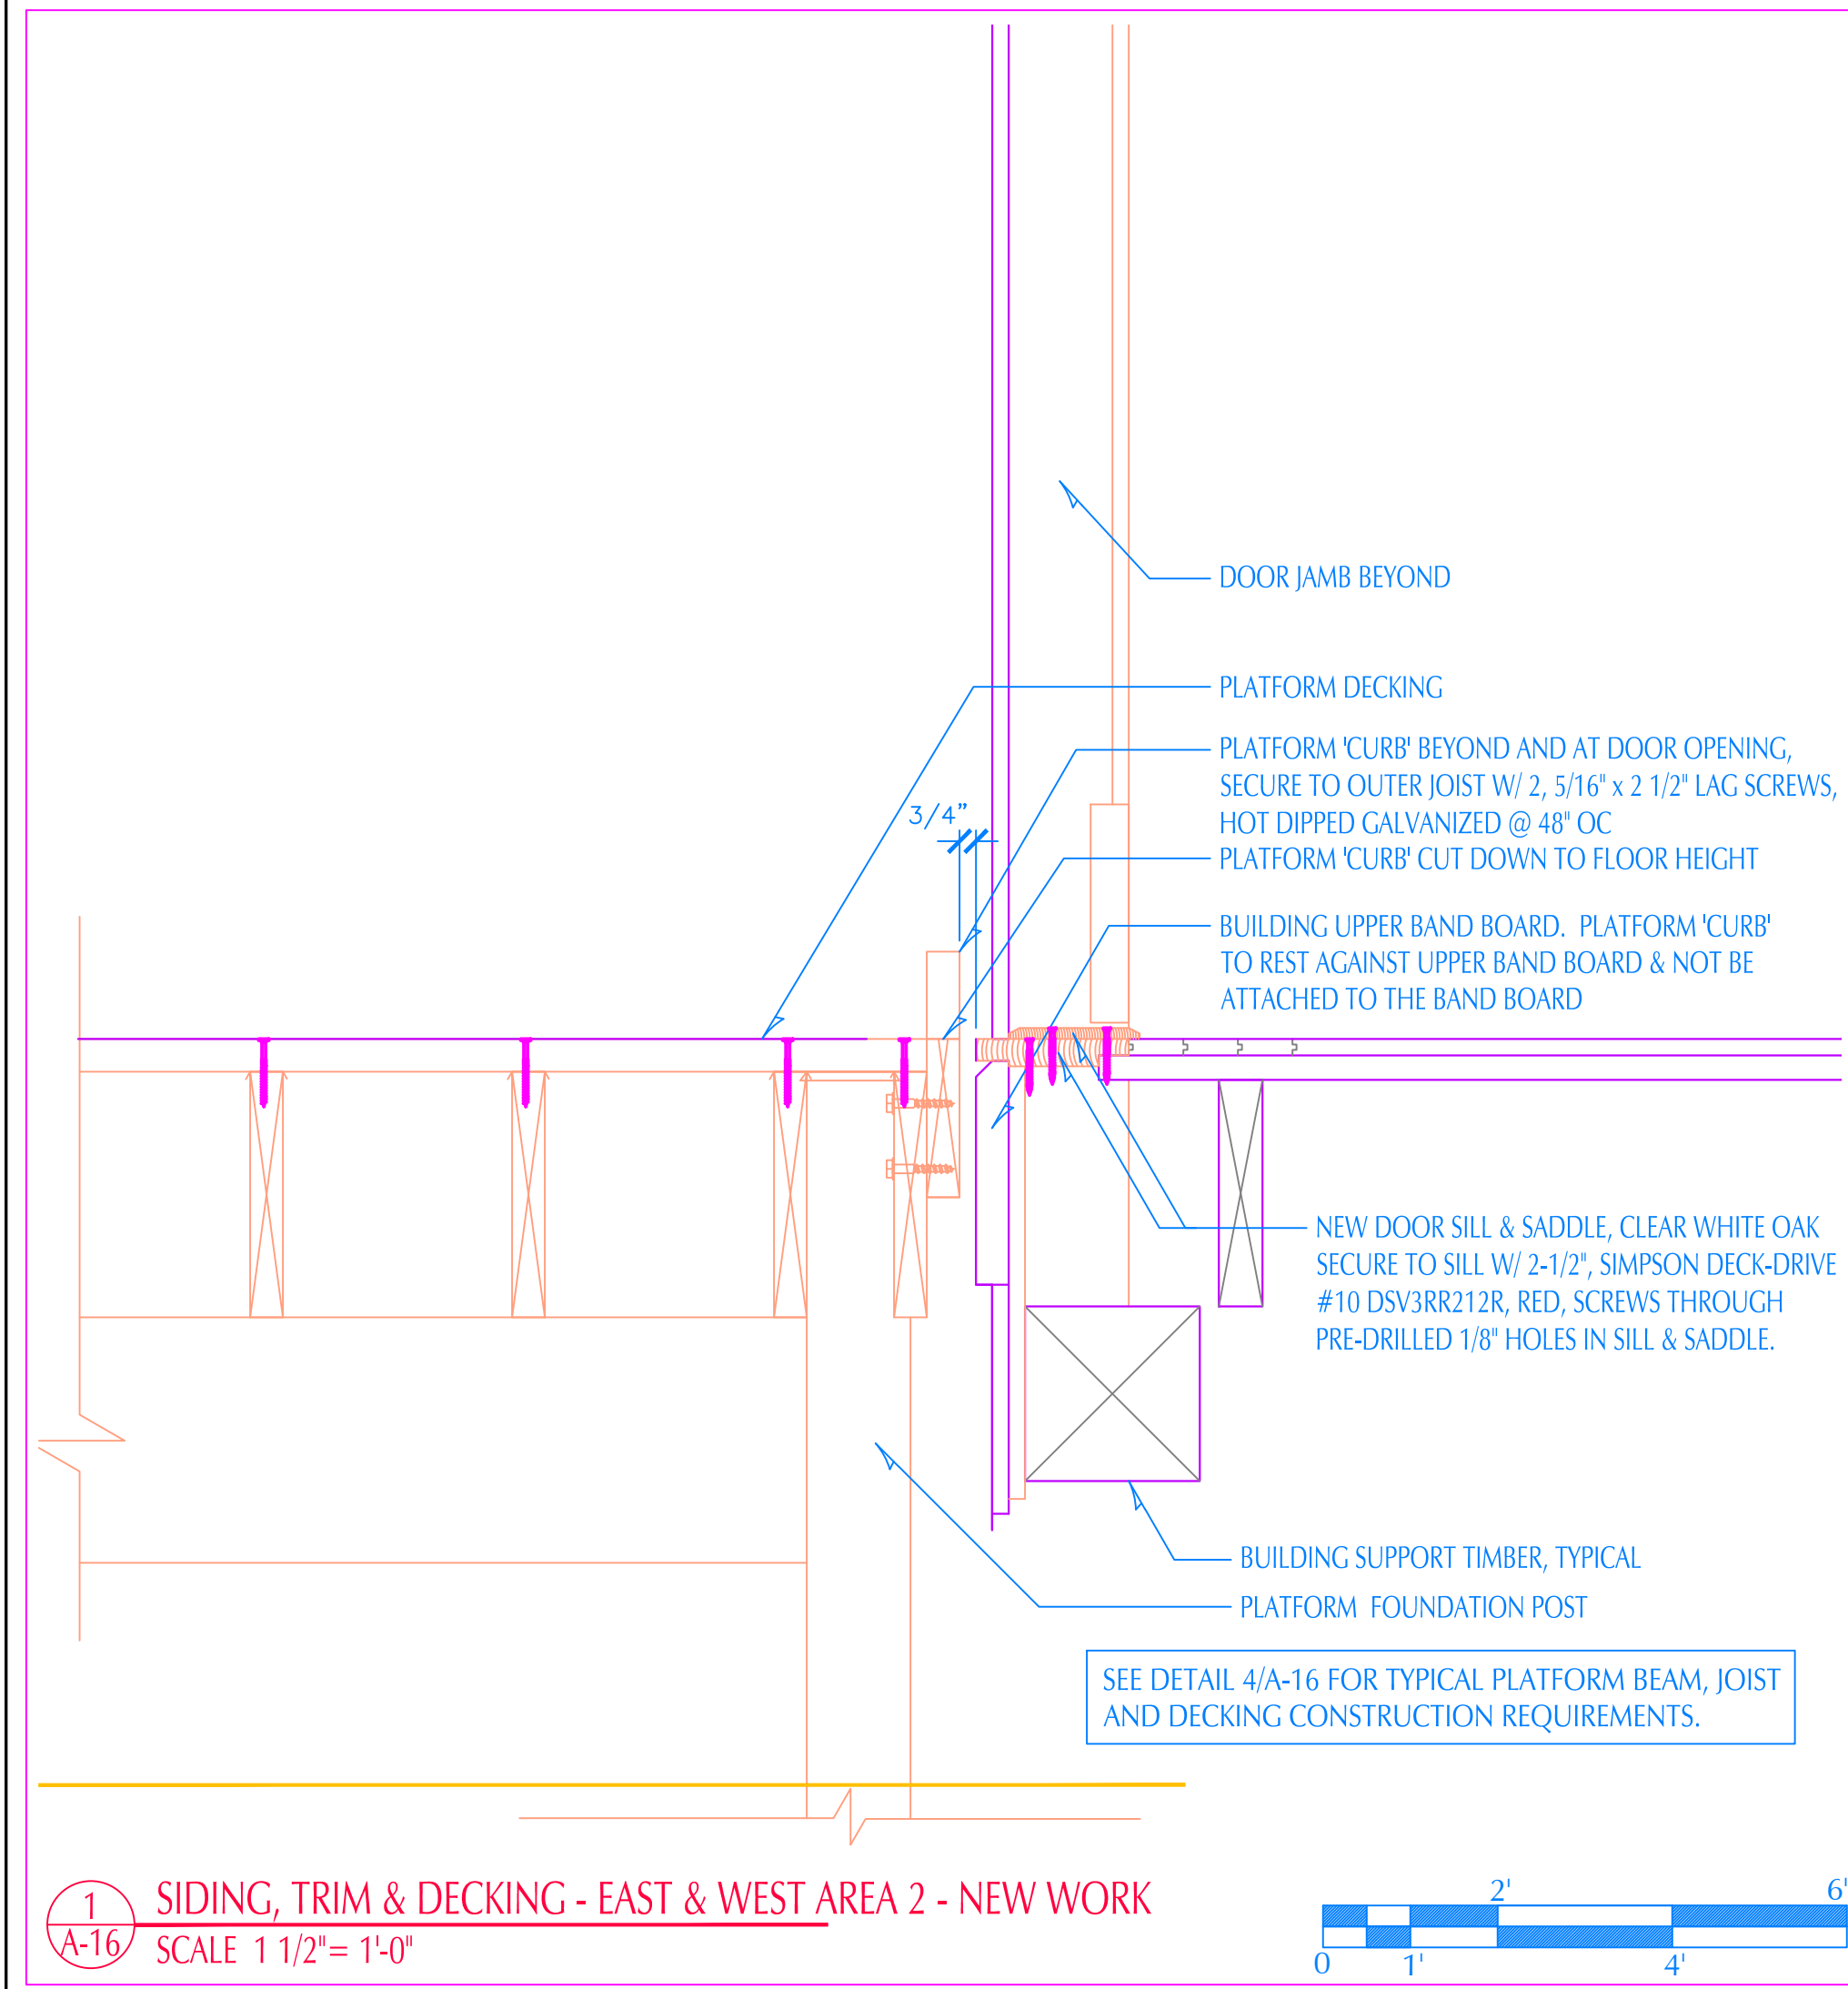 DOOR JAMB BEYOND
PLATFORM DECKING
PLATFORM 'CURB' BEYOND AND AT DOOR OPENING,
SECURE TO OUTER JOIST W/ 2, 5/16" x 2 1/2" LAG SCREWS,
HOT DIPPED GALVANIZED @ 48" OC
3/4”
PLATFORM 'CURB' CUT DOWN TO FLOOR HEIGHT
BUILDING UPPER BAND BOARD. PLATFORM 'CURB'
TO REST AGAINST UPPER BAND BOARD & NOT BE
ATTACHED TO THE BAND BOARD
NEW DOOR SILL & SADDLE, CLEAR WHITE OAK
SECURE TO SILL W/ 2-1/2", SIMPSON DECK-DRIVE
#10 DSV3RR212R, RED, SCREWS THROUGH
PRE-DRILLED 1/8" HOLES IN SILL & SADDLE.
BUILDING SUPPORT TIMBER, TYPICAL
PLATFORM FOUNDATION POST
SEE DETAIL 4/A-16 FOR TYPICAL PLATFORM BEAM, JOIST
AND DECKING CONSTRUCTION REQUIREMENTS.
1
A-16
SIDING, TRIM & DECKING - EAST & WEST AREA 2 - NEW WORK
SCALE 1 1/2"= 1'-0"
2' 6'
0 1' 4'